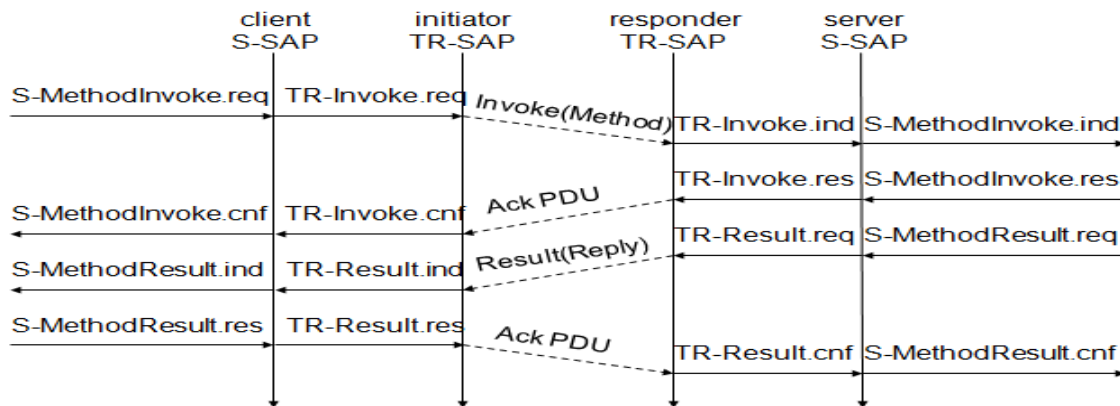 client initiator responder server
S-SAP TR-SAP TR-SAP S-SAP
S-MethodInvoke.req TR-Invoke.req Invoke(Method)
TR-Invoke.ind S-MethodInvoke.ind
TR-Invoke.res S-MethodInvoke.res
Ack PDU
S-MethodInvoke.cnf TR-Invoke.cnf
TR-Result.req S-MethodResult.req
Result(Reply)
S-MethodResult.ind TR-Result.ind
S-MethodResult.res TR-Result.res
Ack PDU
TR-Result.cnf S-MethodResult.cnf